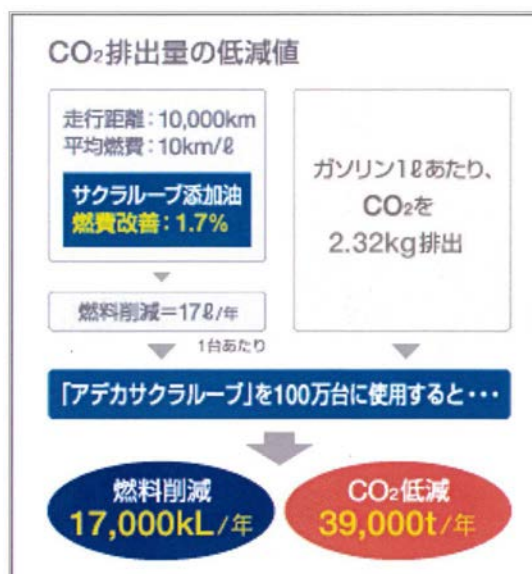 CO₂排出量の低減値
走行距離：10,000km
平均燃費：10km/ℓ
サクラルーブ添加油
燃費改善：1.7%
燃料削減＝17ℓ/年
1台あたり
ガソリン1ℓあたり、
CO₂を
2.32kg排出
「アデカサクラルーブ」を100万台に使用すると・・・
燃料削減
17,000kL/年
CO₂低減
39,000t/年